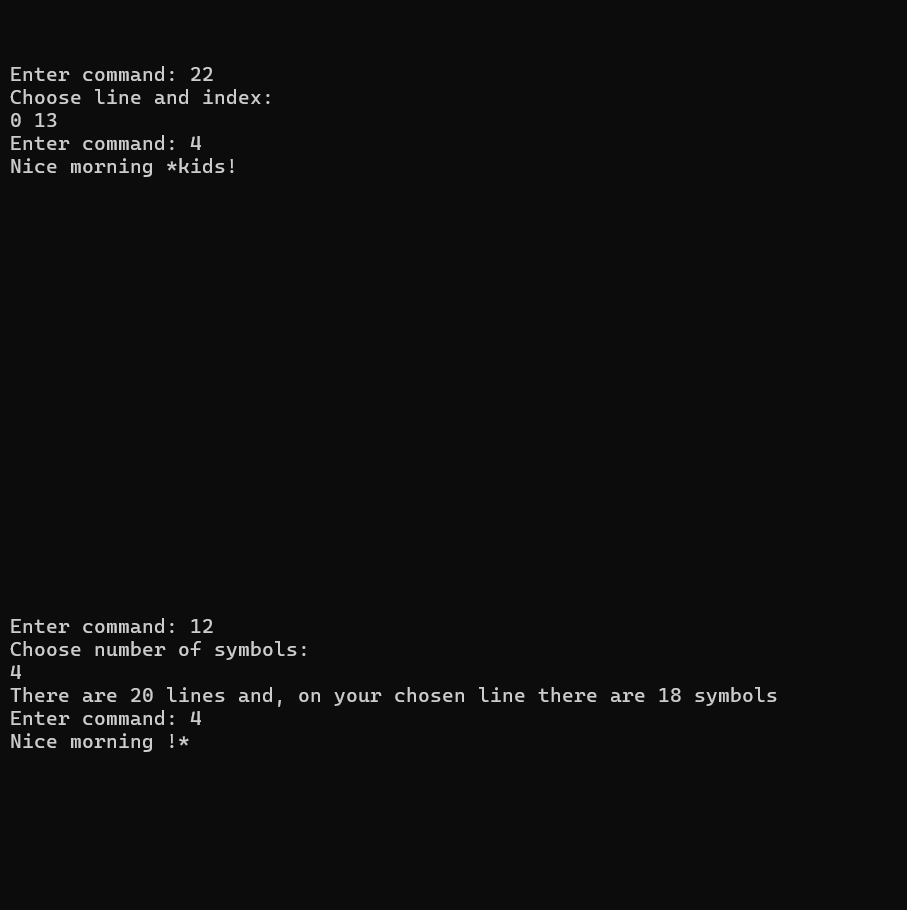 Enter command: 22
Choose line and index:
0 13
Enter command: 4
Nice morning *kids!
Enter command: 12
Choose number of symbols:
4
There are 20 lines and, on your chosen line there are 18 symbols
Enter command: 4
Nice morning !*